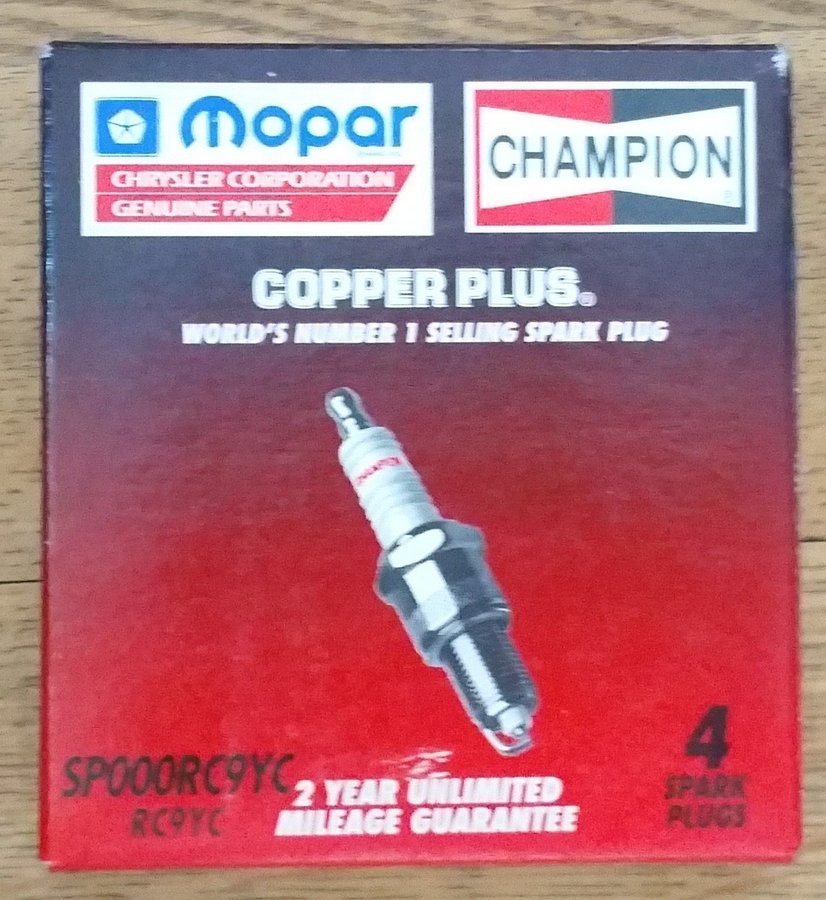 mopar
CHRYSLER CORPORATION
GENUINE PARTS
CHAMPION
COPPER PLUS®
WORLD'S NUMBER 1 SELLING SPARK PLUG
CHAMPION
SP000RC9YC
RC9YC
2 YEAR UNLIMITED
MILEAGE GUARANTEE
4
SPARK
PLUGS